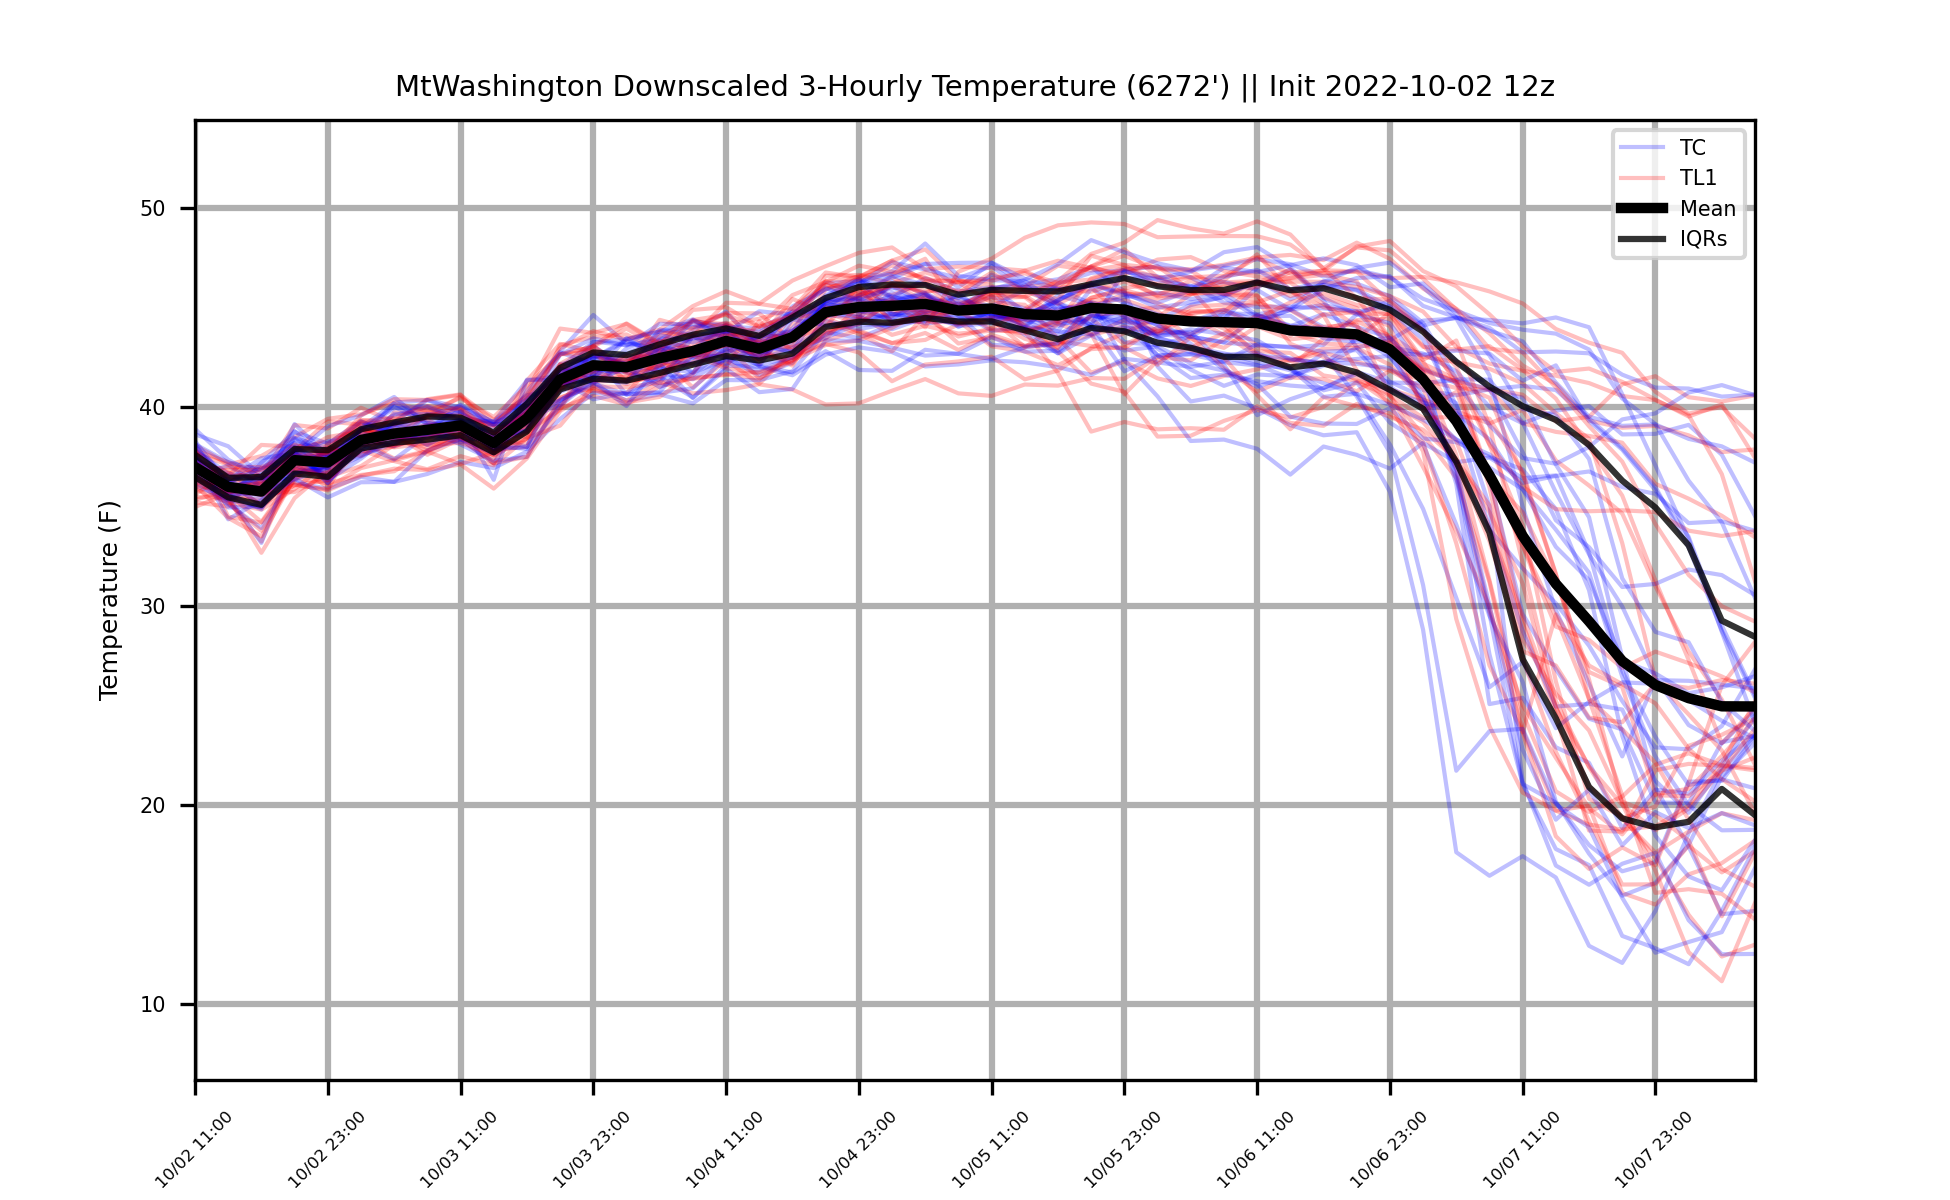 MtWashington Downscaled 3-Hourly Temperature (6272') || Init 2022-10-02 12z
TC
TL1
Mean
IQRs
Temperature (F)
50
40
30
20
10
10/02 11:00
10/02 23:00
10/03 11:00
10/03 23:00
10/04 11:00
10/04 23:00
10/05 11:00
10/05 23:00
10/06 11:00
10/06 23:00
10/07 11:00
10/07 23:00